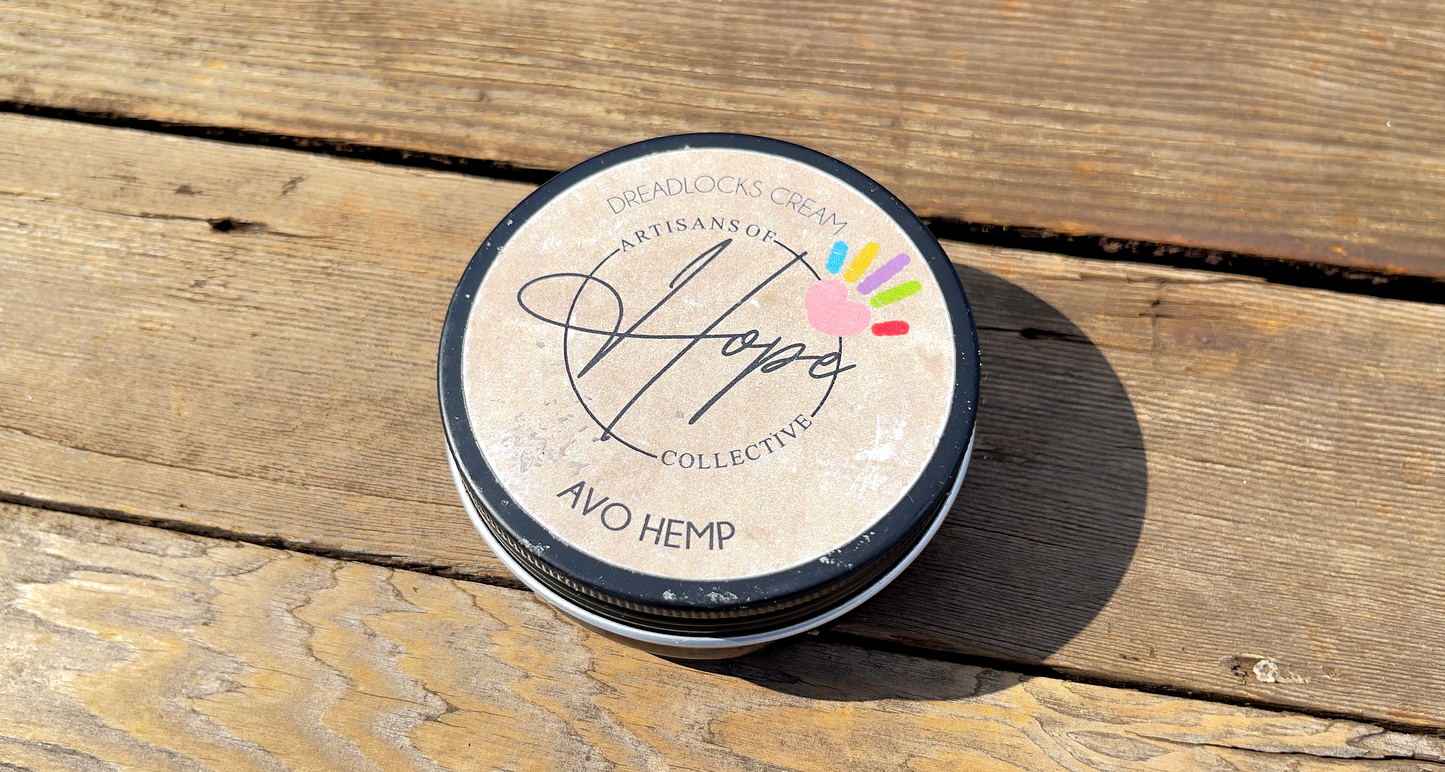 DREADLOCKS CREAM
ARTISANS OF
Hope
COLLECTIVE
AVO HEMP